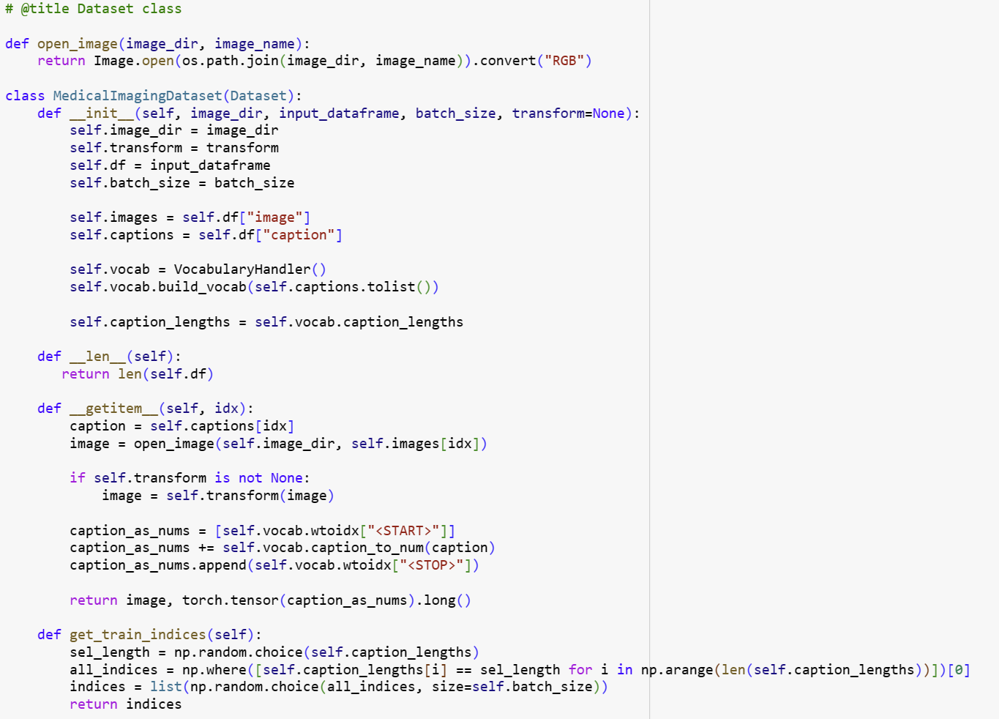 # @title Dataset class

def open_image(image_dir, image_name):
    return Image.open(os.path.join(image_dir, image_name)).convert("RGB")

class MedicalImagingDataset(Dataset):
    def __init__(self, image_dir, input_dataframe, batch_size, transform=None):
        self.image_dir = image_dir
        self.transform = transform
        self.df = input_dataframe
        self.batch_size = batch_size

        self.images = self.df["image"]
        self.captions = self.df["caption"]

        self.vocab = VocabularyHandler()
        self.vocab.build_vocab(self.captions.tolist())

        self.caption_lengths = self.vocab.caption_lengths

    def __len__(self):
       return len(self.df)

    def __getitem__(self, idx):
        caption = self.captions[idx]
        image = open_image(self.image_dir, self.images[idx])

        if self.transform is not None:
            image = self.transform(image)

        caption_as_nums = [self.vocab.wtoidx["<START>"]]
        caption_as_nums += self.vocab.caption_to_num(caption)
        caption_as_nums.append(self.vocab.wtoidx["<STOP>"])

        return image, torch.tensor(caption_as_nums).long()

    def get_train_indices(self):
        sel_length = np.random.choice(self.caption_lengths)
        all_indices = np.where([self.caption_lengths[i] == sel_length for i in np.arange(len(self.caption_lengths))])[0]
        indices = list(np.random.choice(all_indices, size=self.batch_size))
        return indices